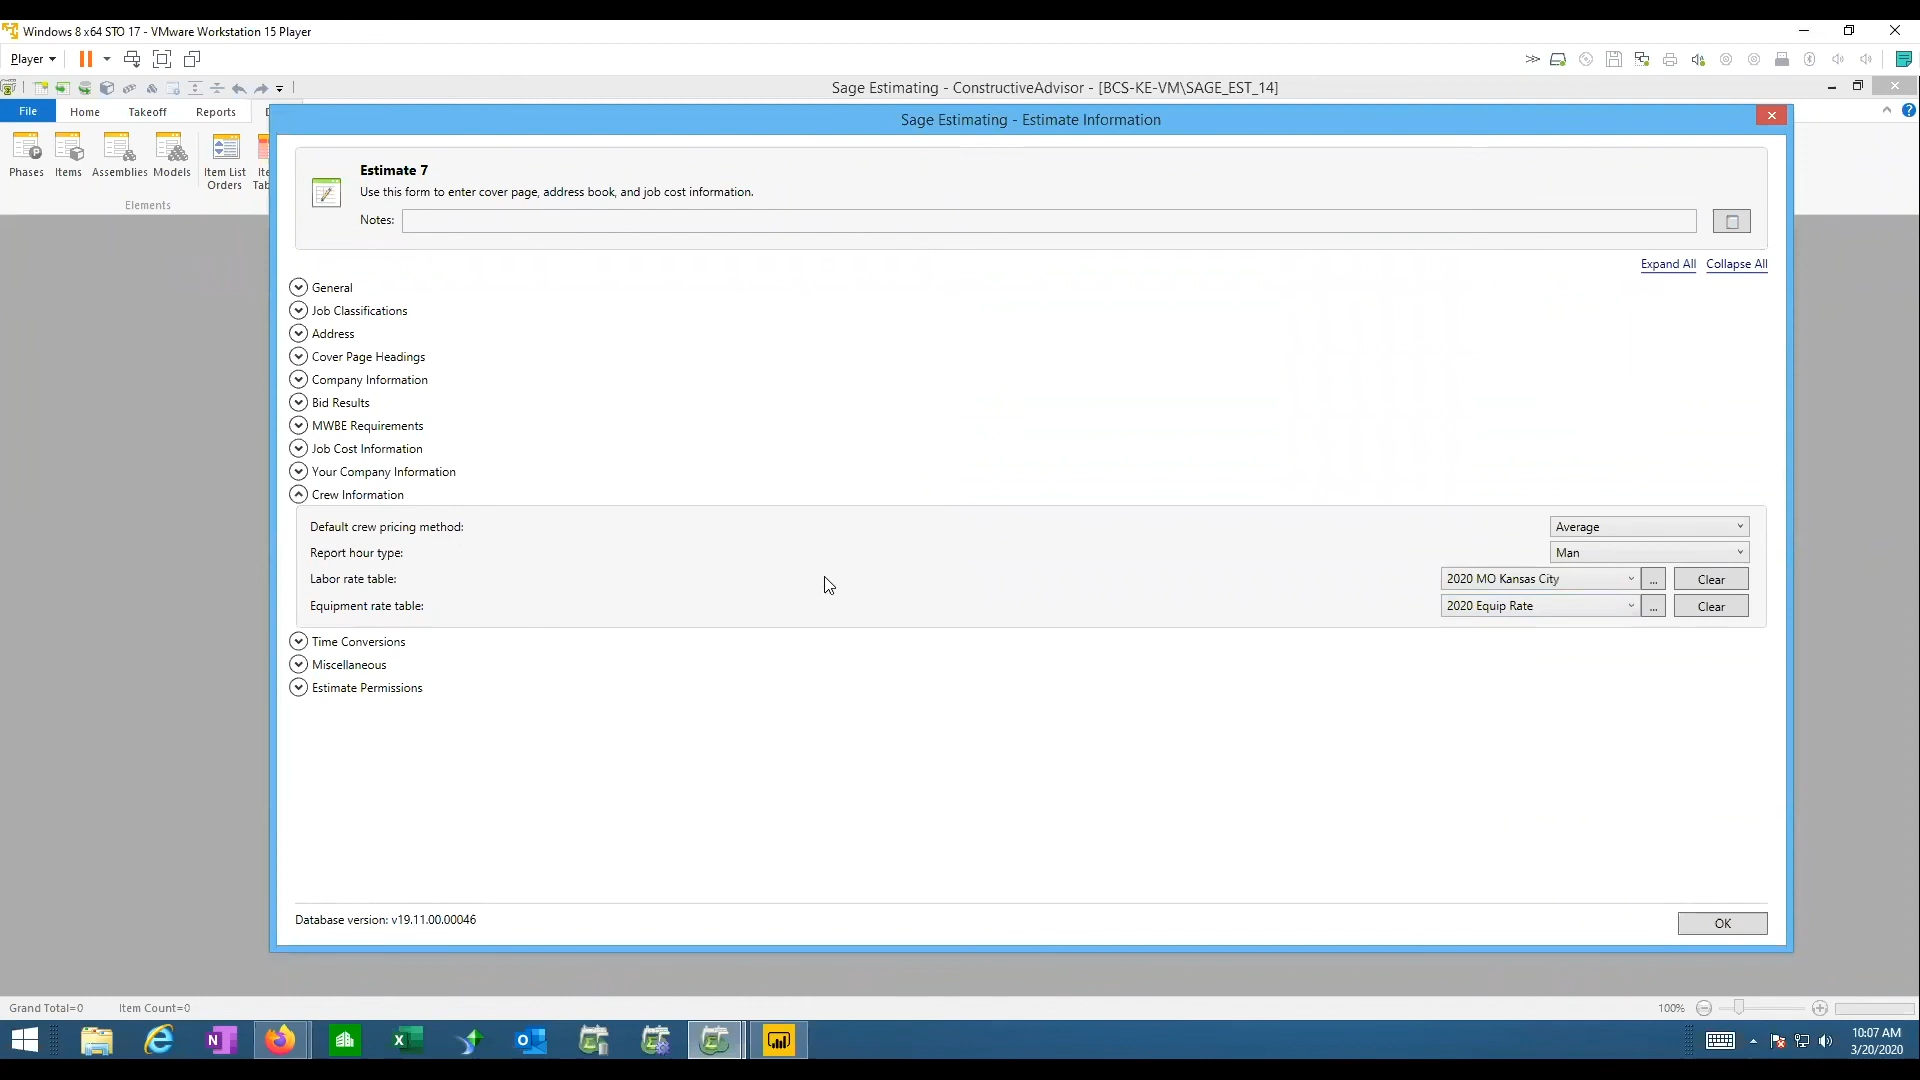 Windows 8 x64 STO 17 - VMware Workstation 15 Player
Player
Sage Estimating - ConstructiveAdvisor - [BCS-KE-VM\SAGE_EST_14]
File Home Takeoff Reports
Sage Estimating - Estimate Information
Phases Items Assemblies Models Item List Orders
Elements
Estimate 7
Use this form to enter cover page, address book, and job cost information.
Notes:
Expand All Collapse All
General
Job Classifications
Address
Cover Page Headings
Company Information
Bid Results
MWBE Requirements
Job Cost Information
Your Company Information
Crew Information
Default crew pricing method: Average
Report hour type: Man
Labor rate table: 2020 MO Kansas City ... Clear
Equipment rate table: 2020 Equip Rate ... Clear
Time Conversions
Miscellaneous
Estimate Permissions
Database version: v19.11.00.00046
OK
Grand Total=0 Item Count=0 100%
10:07 AM
3/20/2020